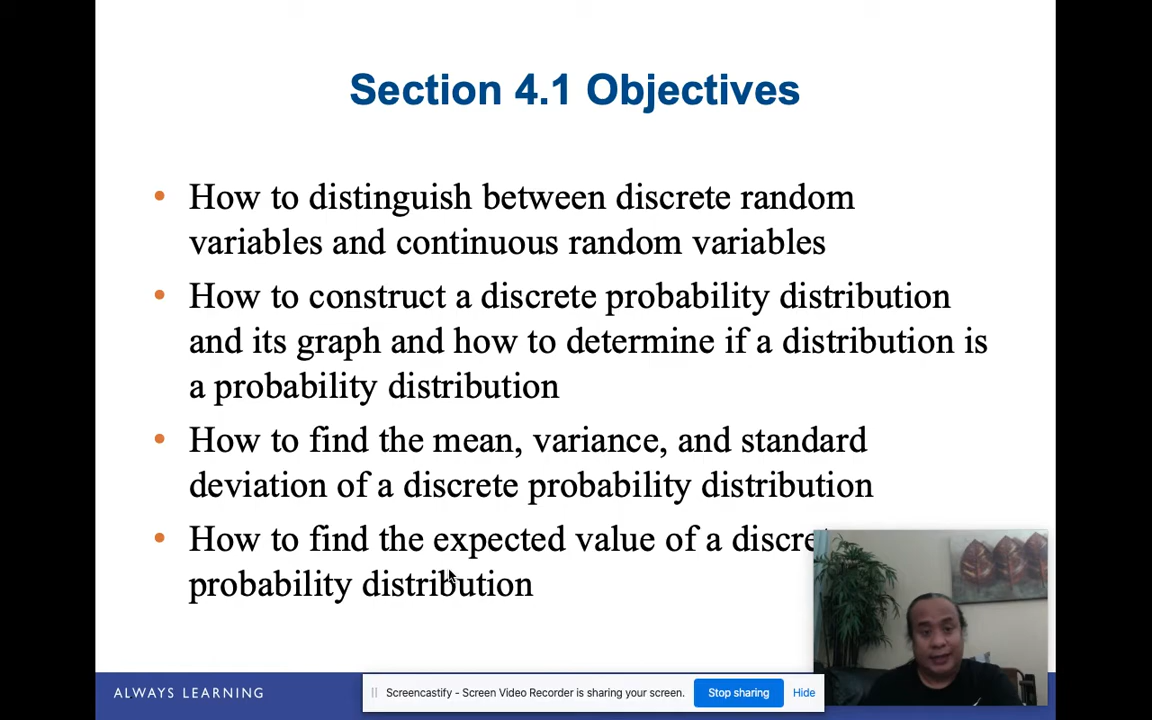 Section 4.1 Objectives
• How to distinguish between discrete random
variables and continuous random variables
• How to construct a discrete probability distribution
and its graph and how to determine if a distribution is
a probability distribution
• How to find the mean, variance, and standard
deviation of a discrete probability distribution
• How to find the expected value of a discre
probability distribution
ALWAYS LEARNING
Screencastify - Screen Video Recorder is sharing your screen.
Stop sharing
Hide